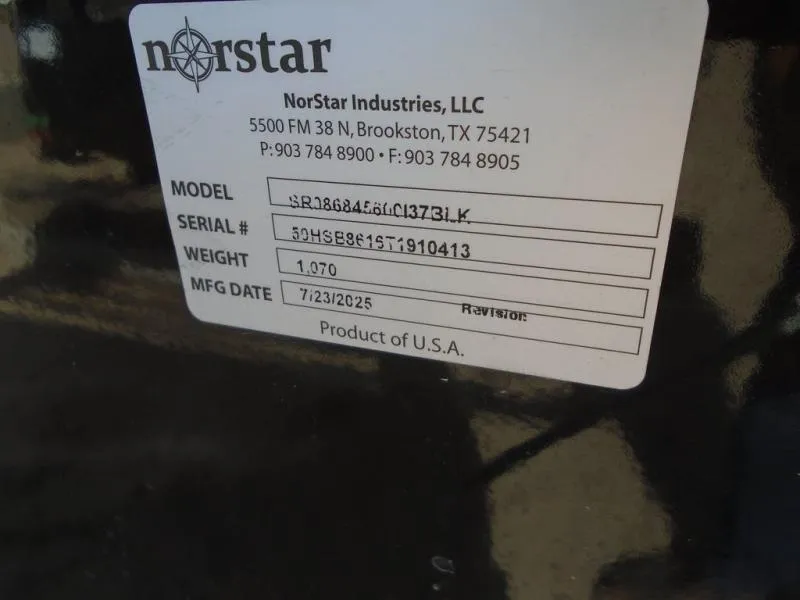 norstar
NorStar Industries, LLC
5500 FM 38 N, Brookston, TX 75421
P: 903 784 8900 • F: 903 784 8905
MODEL
SERIAL #
WEIGHT 1,070
MFG DATE 7/23/2025 Revision:
Product of U.S.A.